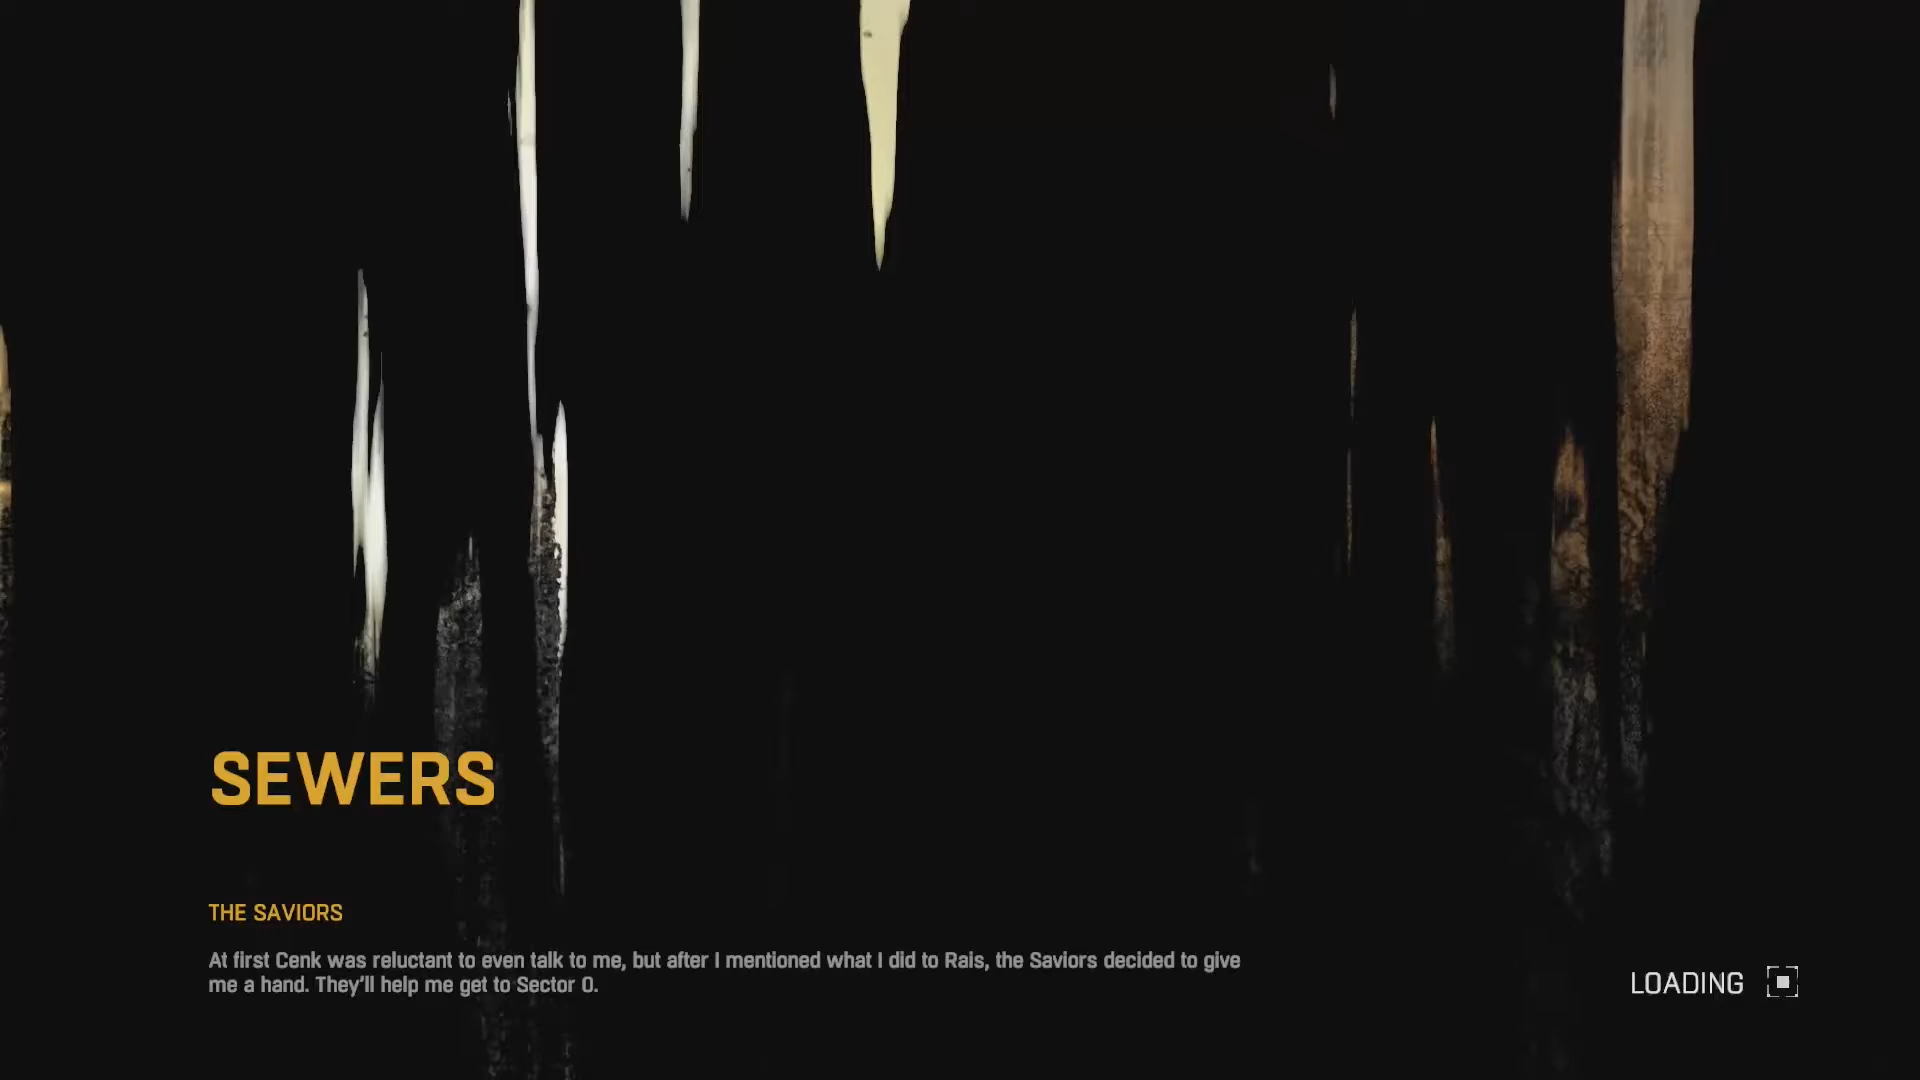 SEWERS
THE SAVIORS
At first Cenk was reluctant to even talk to me, but after I mentioned what I did to Rais, the Saviors decided to give
me a hand. They'll help me get to Sector 0.
LOADING